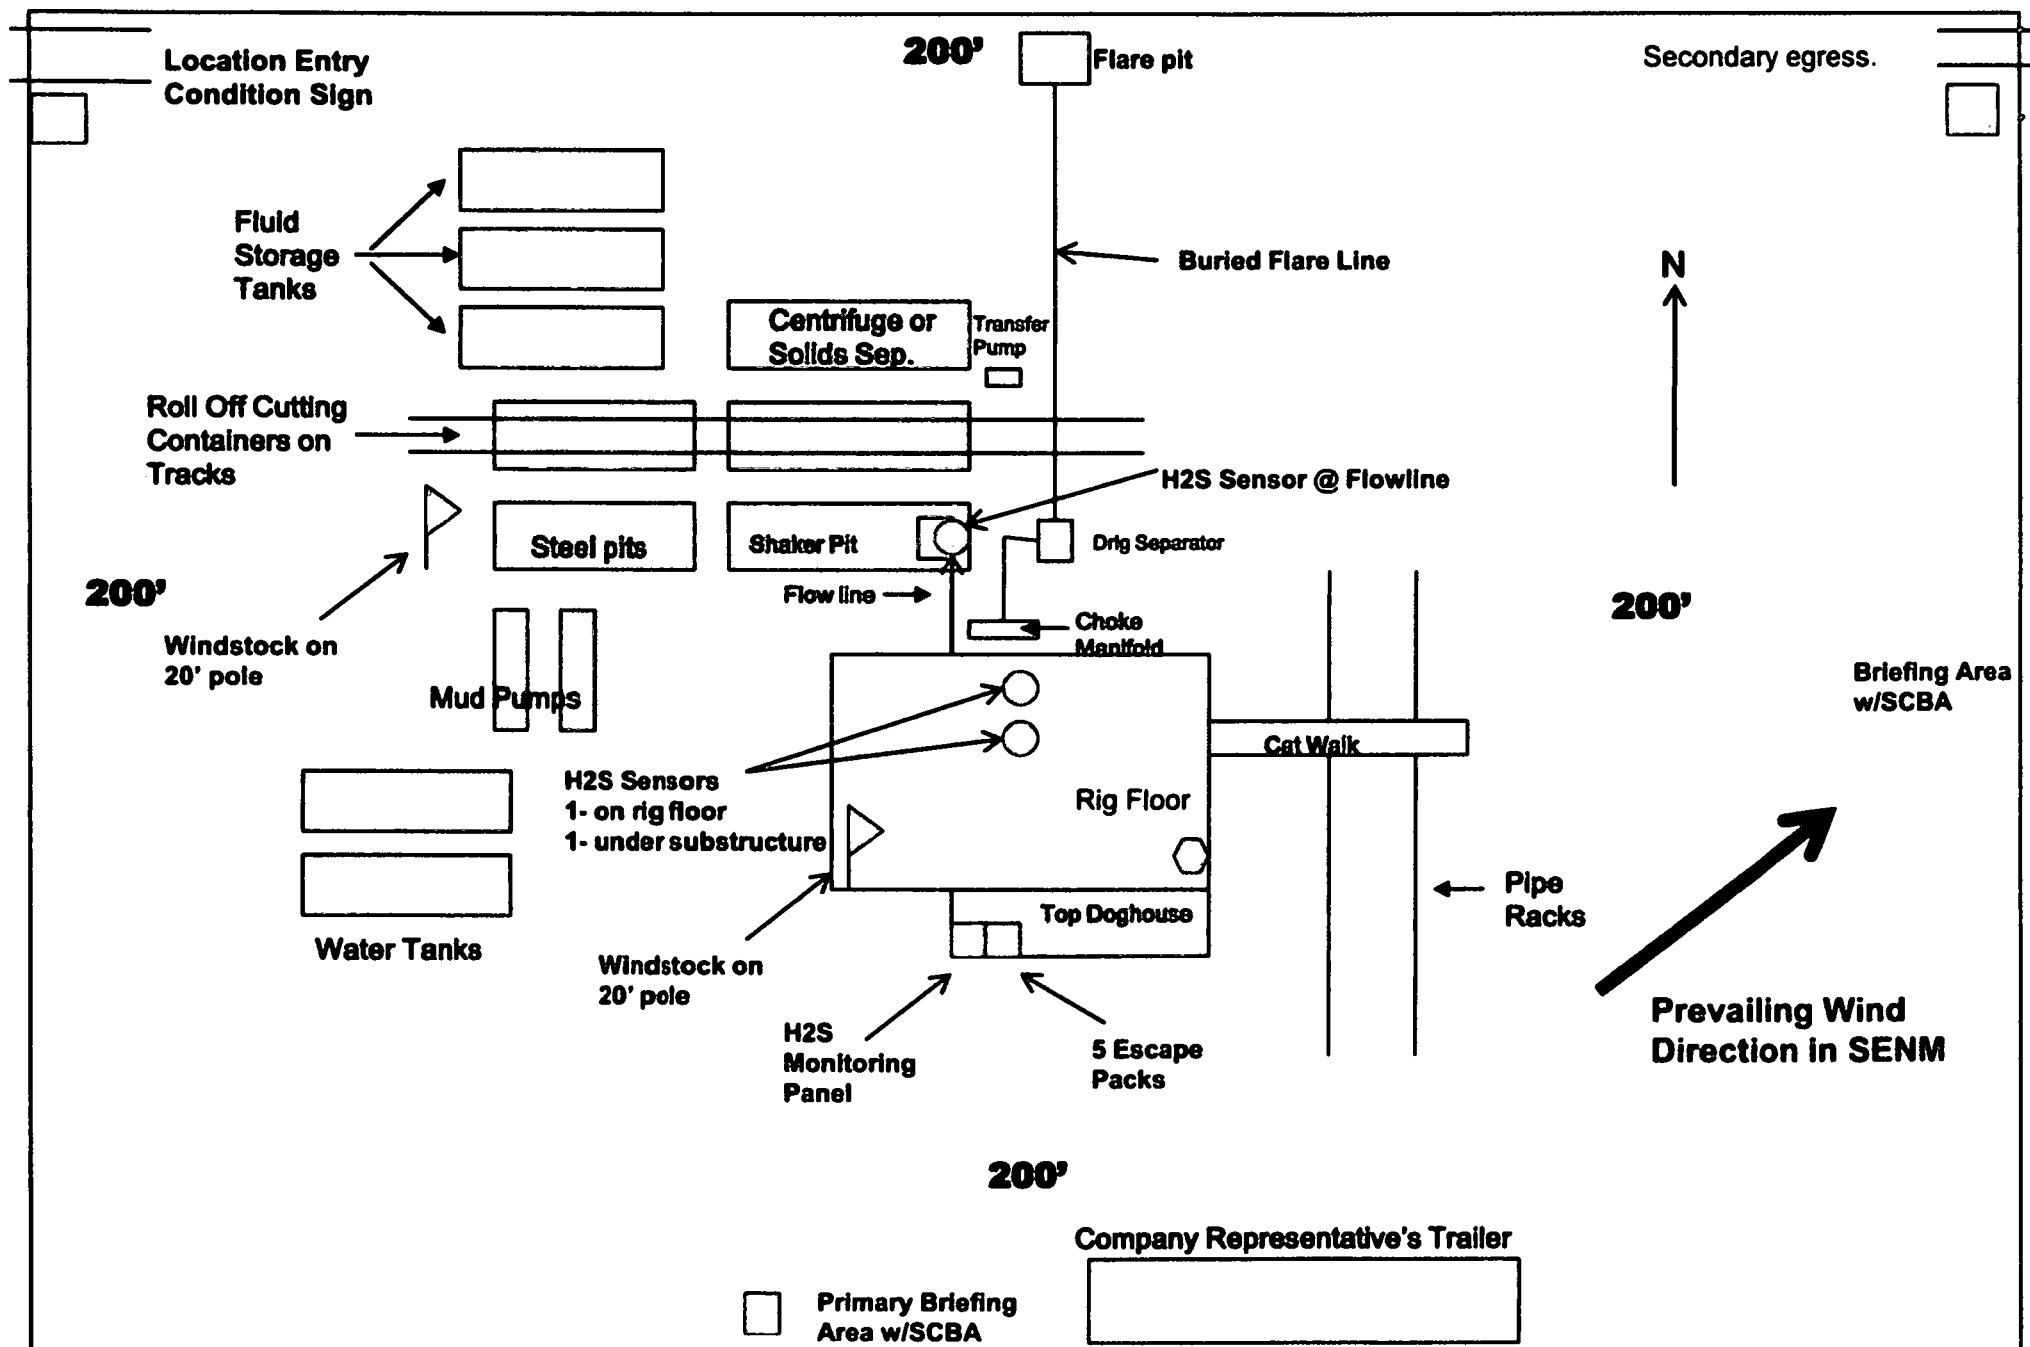 Location Entry
Condition Sign
200’
Flare pit
Secondary egress.
Fluid
Storage
Tanks
Buried Flare Line
N
Centrifuge or
Solids Sep.
Transfer
Pump
Roll Off Cutting
Containers on
Tracks
H2S Sensor @ Flowline
Steel pits
Shaker Pit
Drlg Separator
200’
Flow line
200’
Choke
Manifold
Windstock on
20’ pole
Mud Pumps
Briefing Area
w/SCBA
Cat Walk
H2S Sensors
1- on rig floor
1- under substructure
Rig Floor
Pipe
Racks
Water Tanks
Top Doghouse
Windstock on
20’ pole
Prevailing Wind
Direction in SENM
H2S
Monitoring
Panel
5 Escape
Packs
200’
Company Representative's Trailer
Primary Briefing
Area w/SCBA